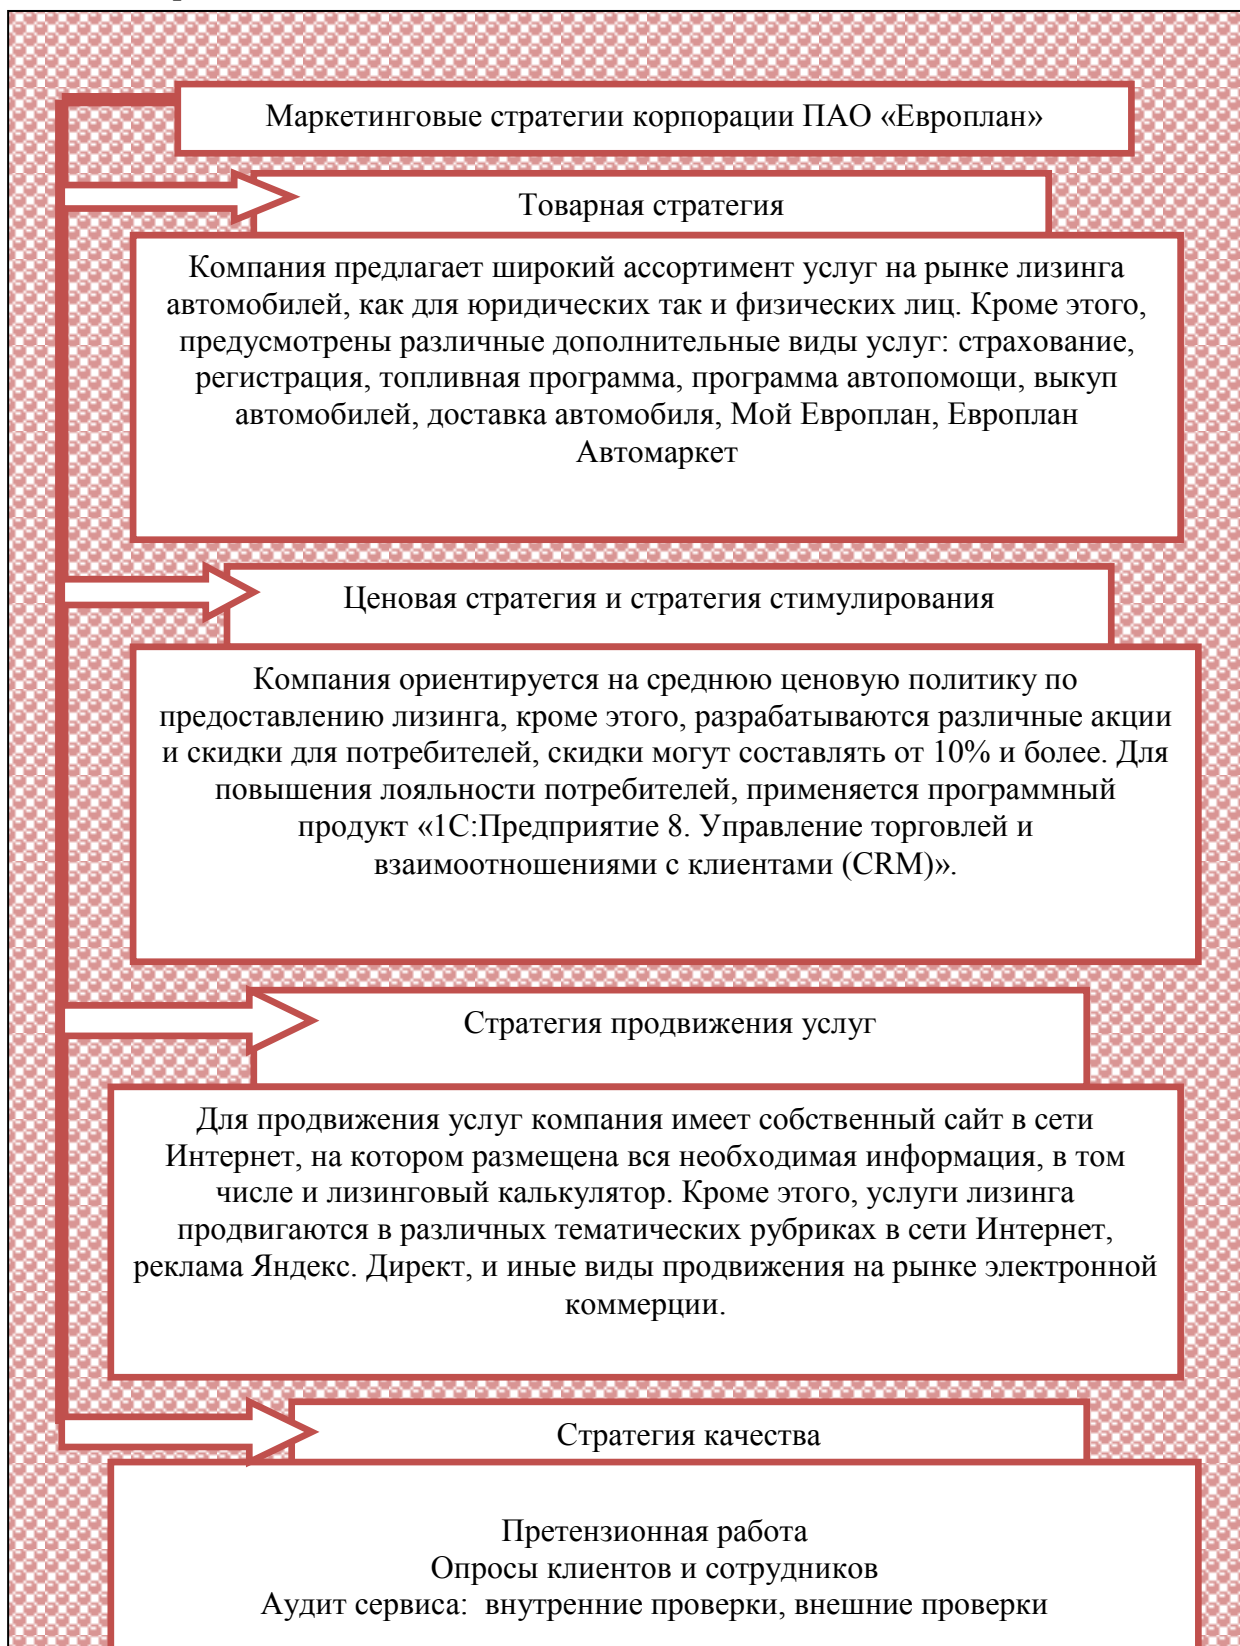 Маркетинговые стратегии корпорации ПАО «Европлан»
Товарная стратегия
Компания предлагает широкий ассортимент услуг на рынке лизинга
автомобилей, как для юридических так и физических лиц. Кроме этого,
предусмотрены различные дополнительные виды услуг: страхование,
регистрация, топливная программа, программа автопомощи, выкуп
автомобилей, доставка автомобиля, Мой Европлан, Европлан
Автомаркет
Ценовая стратегия и стратегия стимулирования
Компания ориентируется на среднюю ценовую политику по
предоставлению лизинга, кроме этого, разрабатываются различные акции
и скидки для потребителей, скидки могут составлять от 10% и более. Для
повышения лояльности потребителей, применяется программный
продукт «1С:Предприятие 8. Управление торговлей и
взаимоотношениями с клиентами (CRM)».
Стратегия продвижения услуг
Для продвижения услуг компания имеет собственный сайт в сети
Интернет, на котором размещена вся необходимая информация, в том
числе и лизинговый калькулятор. Кроме этого, услуги лизинга
продвигаются в различных тематических рубриках в сети Интернет,
реклама Яндекс. Директ, и иные виды продвижения на рынке электронной
коммерции.
Стратегия качества
Претензионная работа
Опросы клиентов и сотрудников
Аудит сервиса:  внутренние проверки, внешние проверки